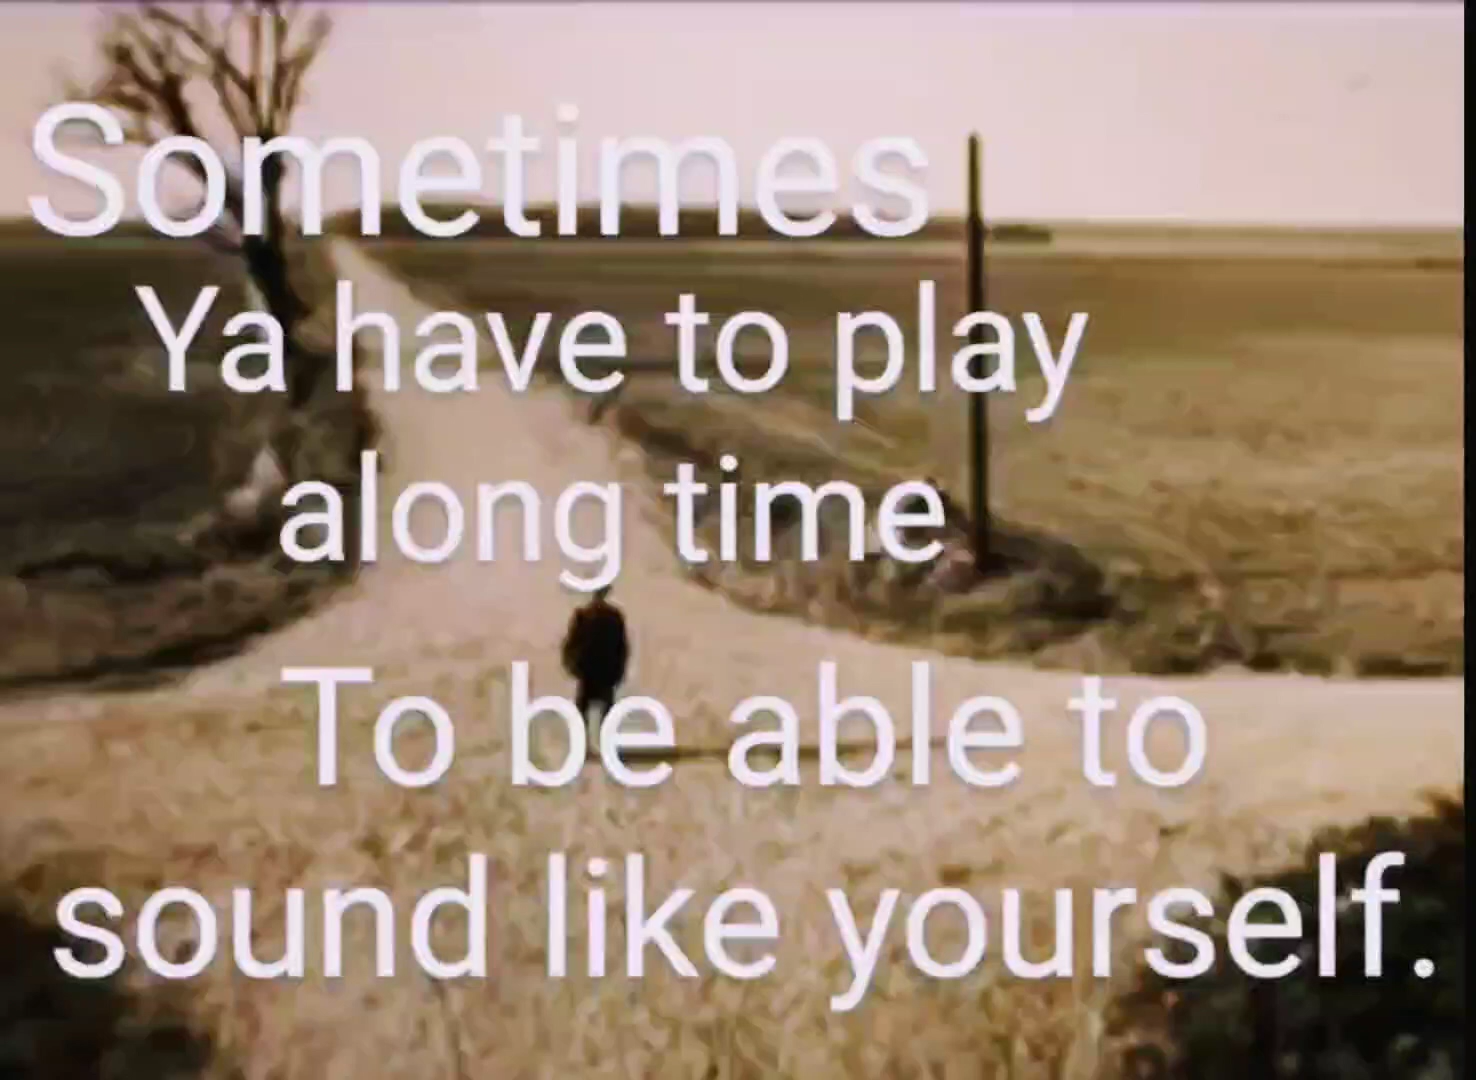 Sometimes
Ya have to play
along time
To be able to
sound like yourself.